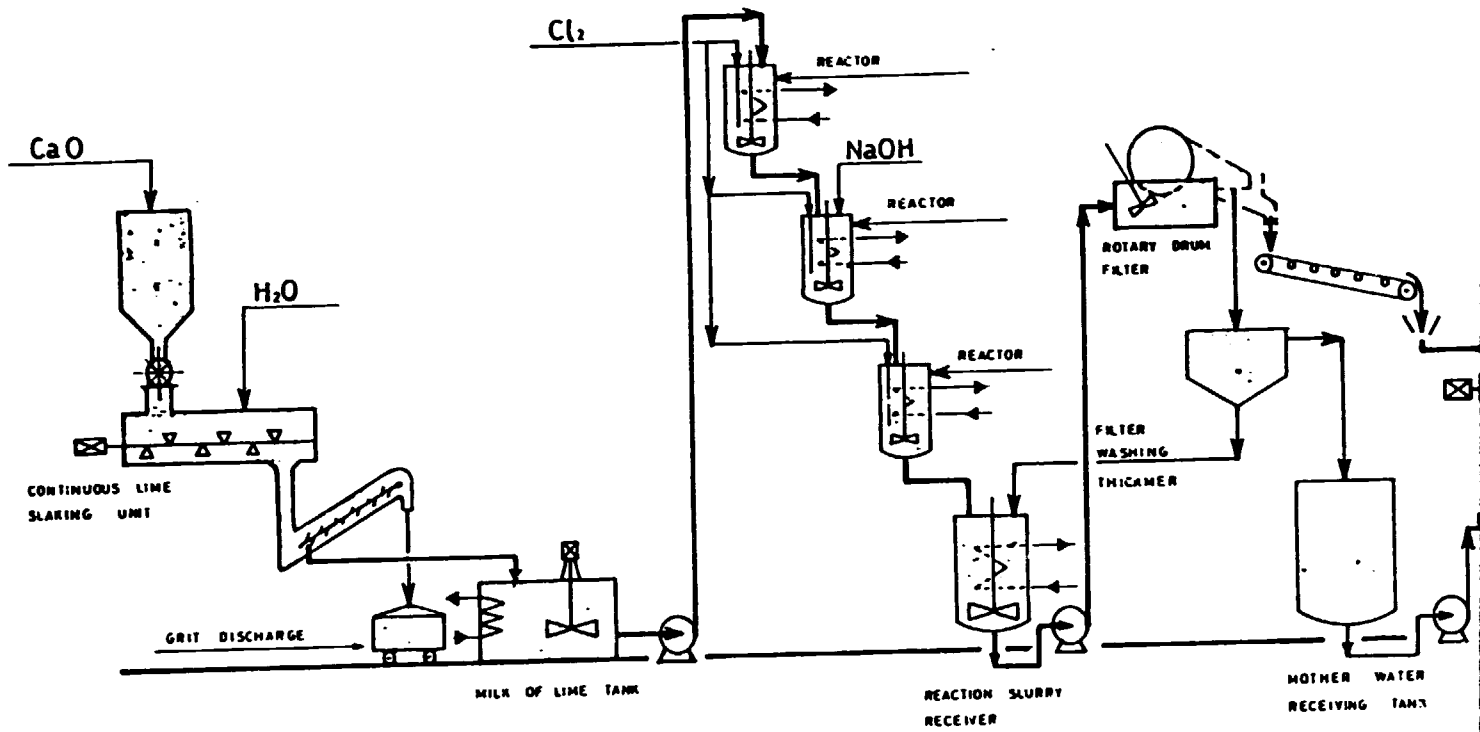 Cl₂
REACTOR
CaO
NaOH
REACTOR
ROTARY DRUM
FILTER
H₂O
REACTOR
FILTER
WASHING
THICKMER
CONTINUOUS LIME
SLAKING UNIT
GRIT DISCHARGE
MILK OF LIME TANK
REACTION SLURRY
RECEIVER
MOTHER WATER
RECEIVING TANK